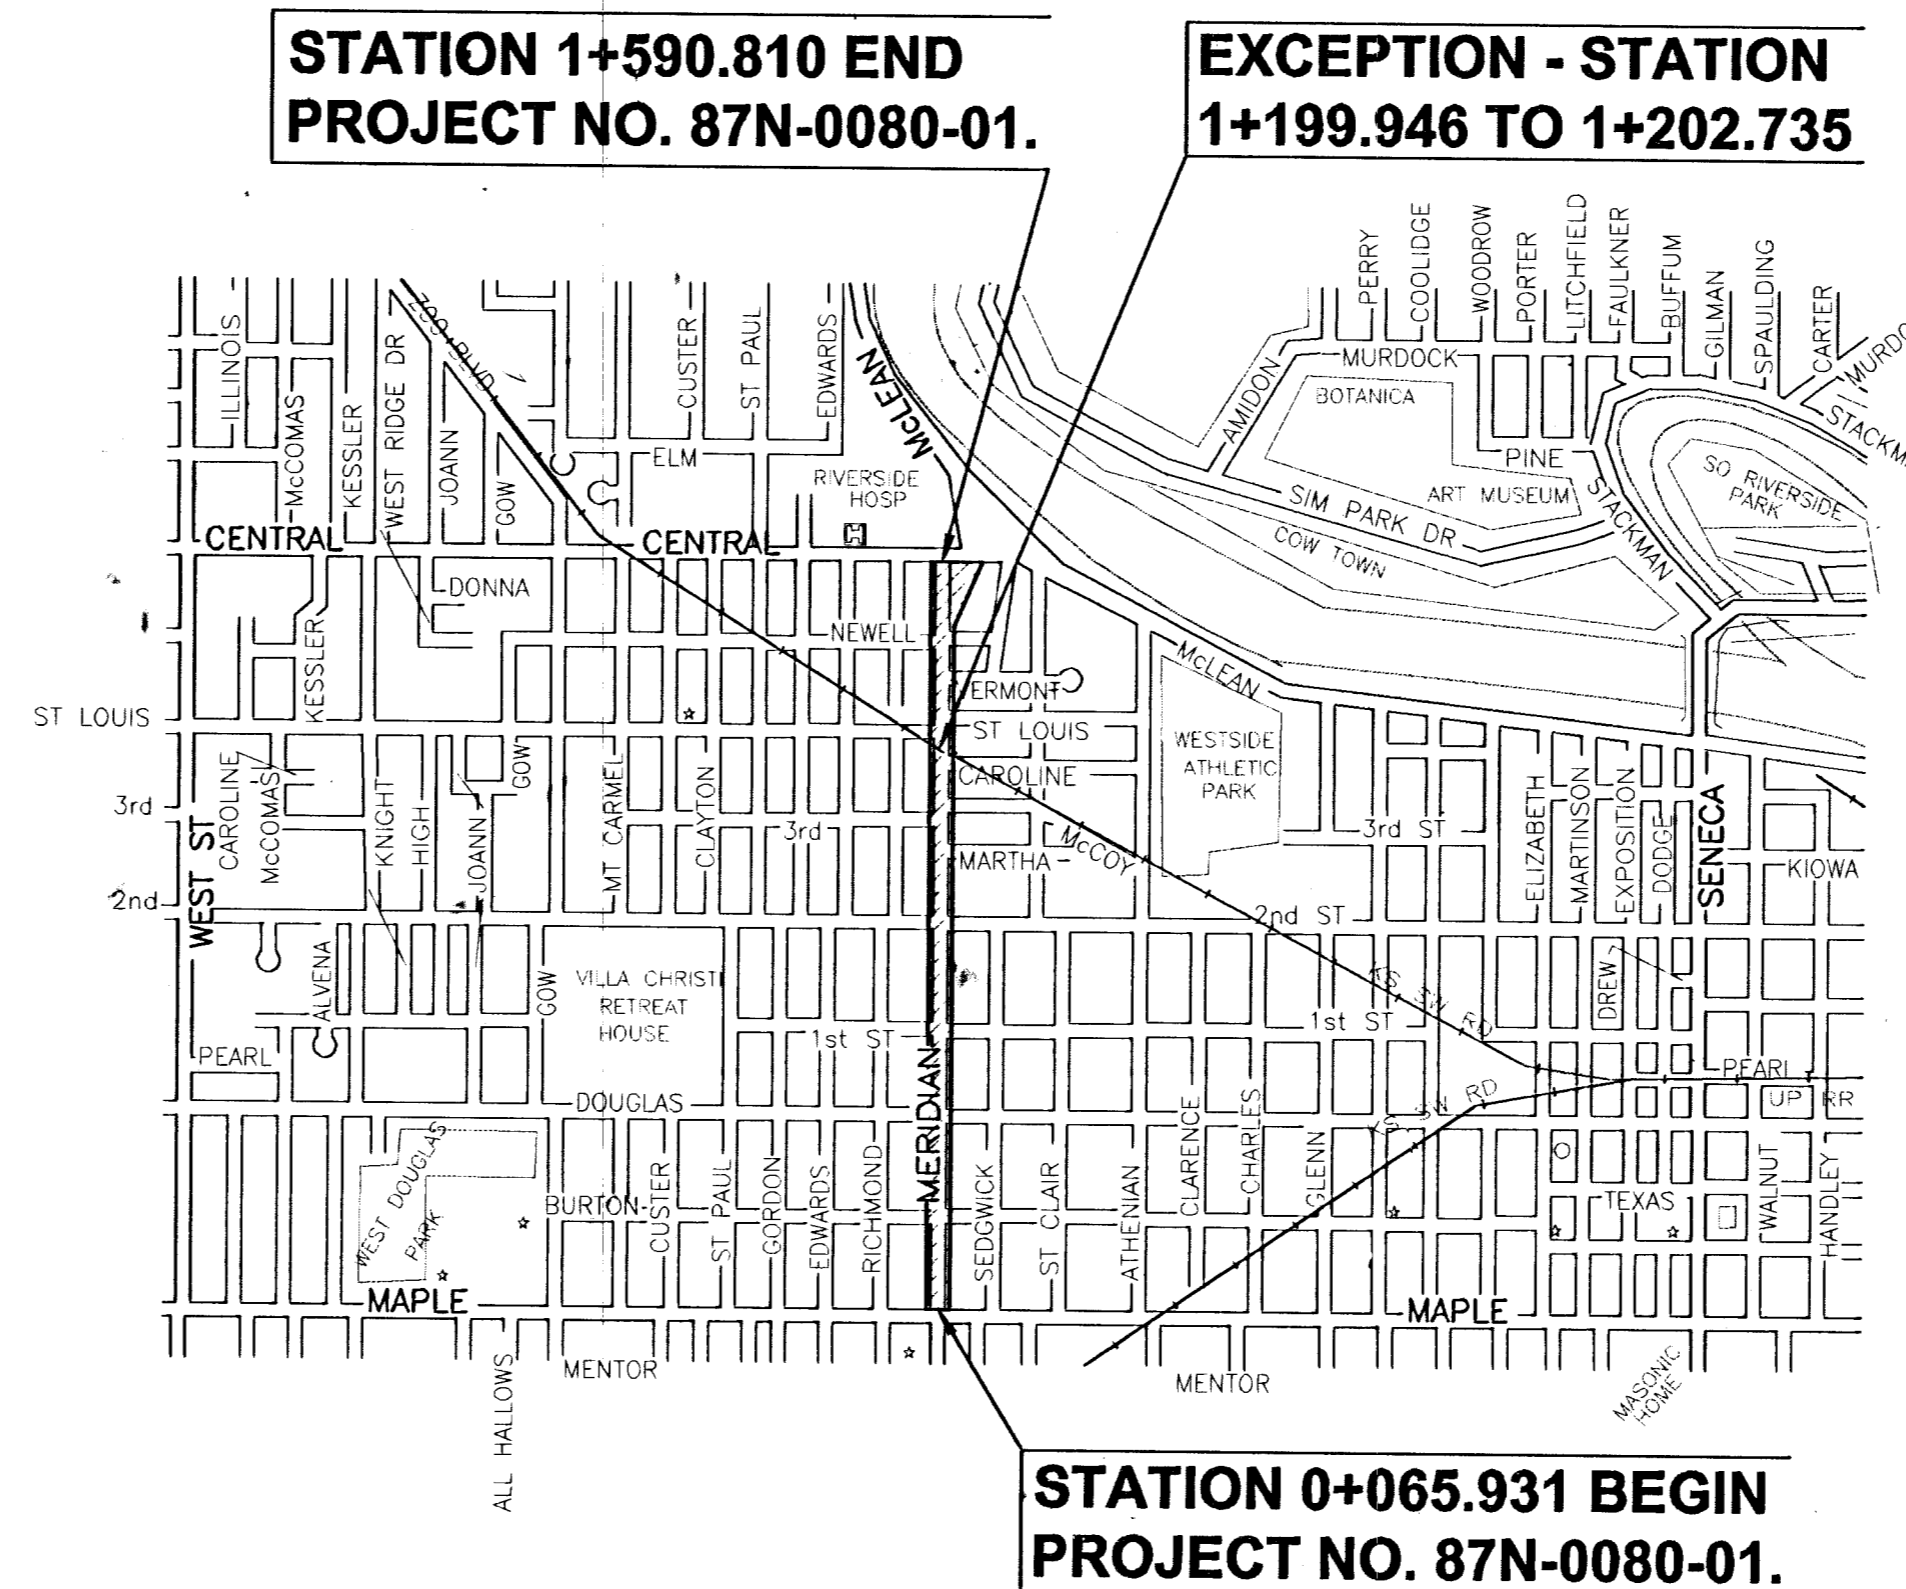 STATION 1+590.810 END
PROJECT NO. 87N-0080-01.
EXCEPTION - STATION
1+199.946 TO 1+202.735
PERRY
COOLIDGE
WOODROW
PORTER
LITCHFIELD
FAULKNER
BUFFUM
GILMAN
SPAULDING
CARTER
ILLINOIS
McCOMAS
KESSLER
WEST RIDGE DR
JOANN
GOW
ZOO BLVD
CUSTER
ST PAUL
EDWARDS
McLEAN
AMIDON
MURDOCK
BOTANICA
STACKMAN
ELM
RIVERSIDE
HOSP
H
PINE
ART MUSEUM
SIM PARK DR
COW TOWN
SO RIVERSIDE
PARK
CENTRAL
CENTRAL
DONNA
NEWELL
KESSLER
McLEAN
ST LOUIS
ST LOUIS
CAROLINE
CAROLINE
McCOMAS
KNIGHT
HIGH
JOANN
GOW
MT CARMEL
CLAYTON
WESTSIDE
ATHLETIC
PARK
3rd
3rd
3rd ST
McCOY
MARTHA
ELIZABETH
MARTINSON
EXPOSITION
DODGE
SENECA
KIOWA
2nd
WEST ST
2nd ST
ALVENA
GOW
VILLA CHRISTI
RETREAT
HOUSE
KS SW RD
DREW
1st ST
1st ST
PEARL
PEARL
MERIDIAN
DOUGLAS
KS SW RD
UP RR
WEST DOUGLAS
PARK
BURTON
CUSTER
ST PAUL
GORDON
EDWARDS
RICHMOND
SEDGWICK
ST CLAIR
ATHENIAN
CLARENCE
CHARLES
GLENN
TEXAS
WALNUT
HANDLEY
MAPLE
MAPLE
ALL HALLOWS
MENTOR
MENTOR
MASONIC
HOME
STATION 0+065.931 BEGIN
PROJECT NO. 87N-0080-01.